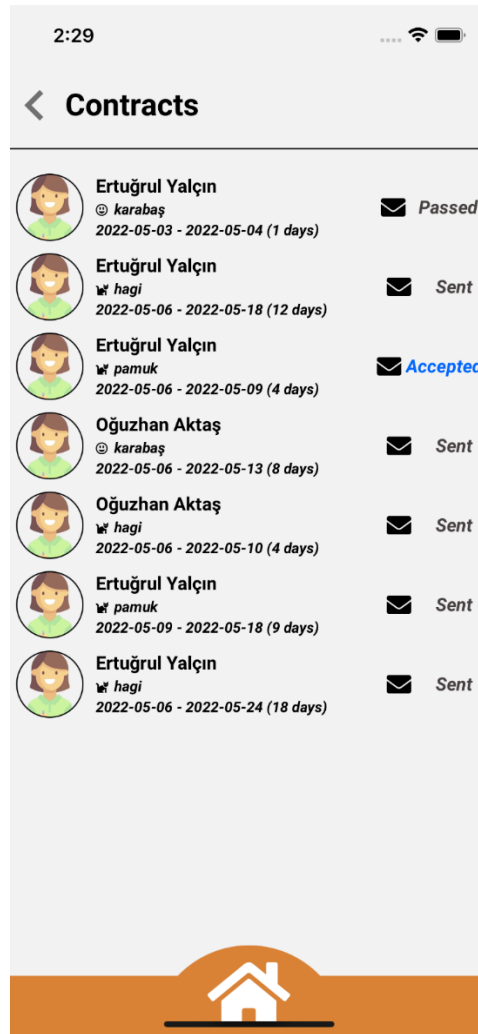 2:29
Contracts
Ertuğrul Yalçın
karabaş
2022-05-03 - 2022-05-04 (1 days)
Passed
Ertuğrul Yalçın
hagi
2022-05-06 - 2022-05-18 (12 days)
Sent
Ertuğrul Yalçın
pamuk
2022-05-06 - 2022-05-09 (4 days)
Accepted
Oğuzhan Aktaş
karabaş
2022-05-06 - 2022-05-13 (8 days)
Sent
Oğuzhan Aktaş
hagi
2022-05-06 - 2022-05-10 (4 days)
Sent
Ertuğrul Yalçın
pamuk
2022-05-09 - 2022-05-18 (9 days)
Sent
Ertuğrul Yalçın
hagi
2022-05-06 - 2022-05-24 (18 days)
Sent